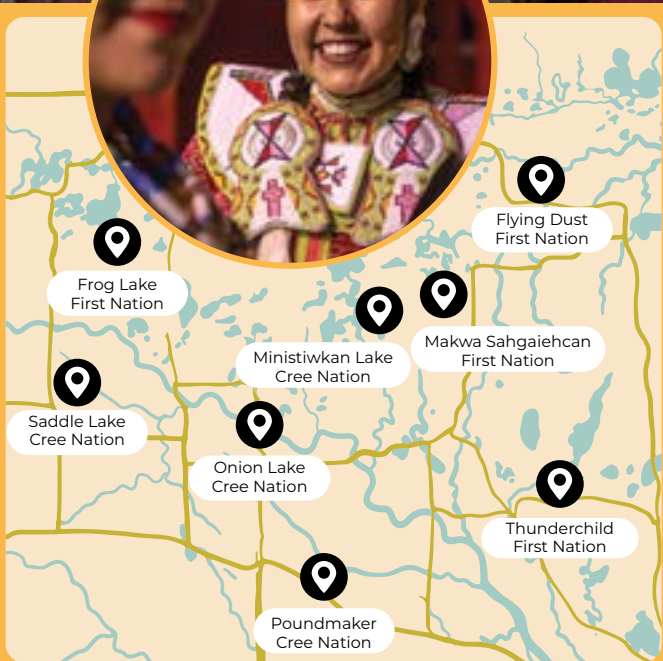 Flying Dust
First Nation
Frog Lake
First Nation
Ministiwkan Lake
Cree Nation
Makwa Sahgaiehcan
First Nation
Saddle Lake
Cree Nation
Onion Lake
Cree Nation
Thunderchild
First Nation
Poundmaker
Cree Nation